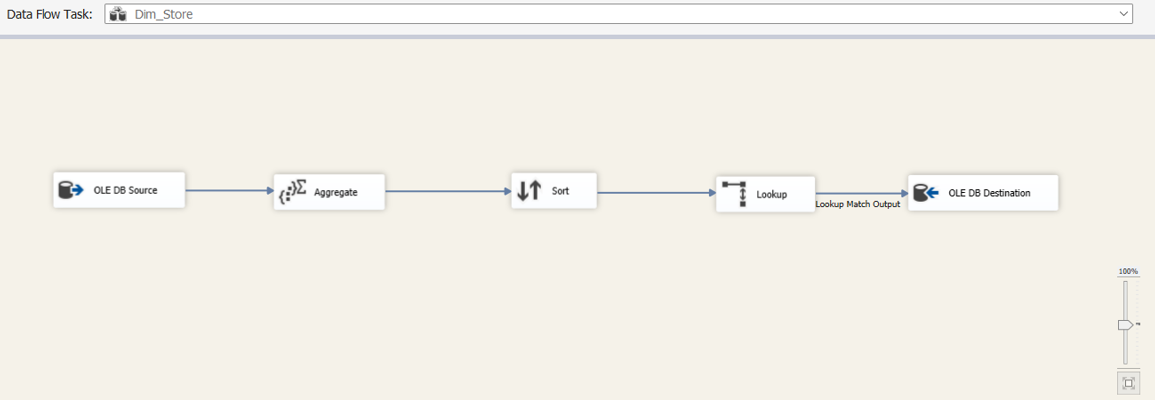 Data Flow Task: Dim_Store
OLE DB Source
Aggregate
Sort
Lookup
Lookup Match Output
OLE DB Destination
100%